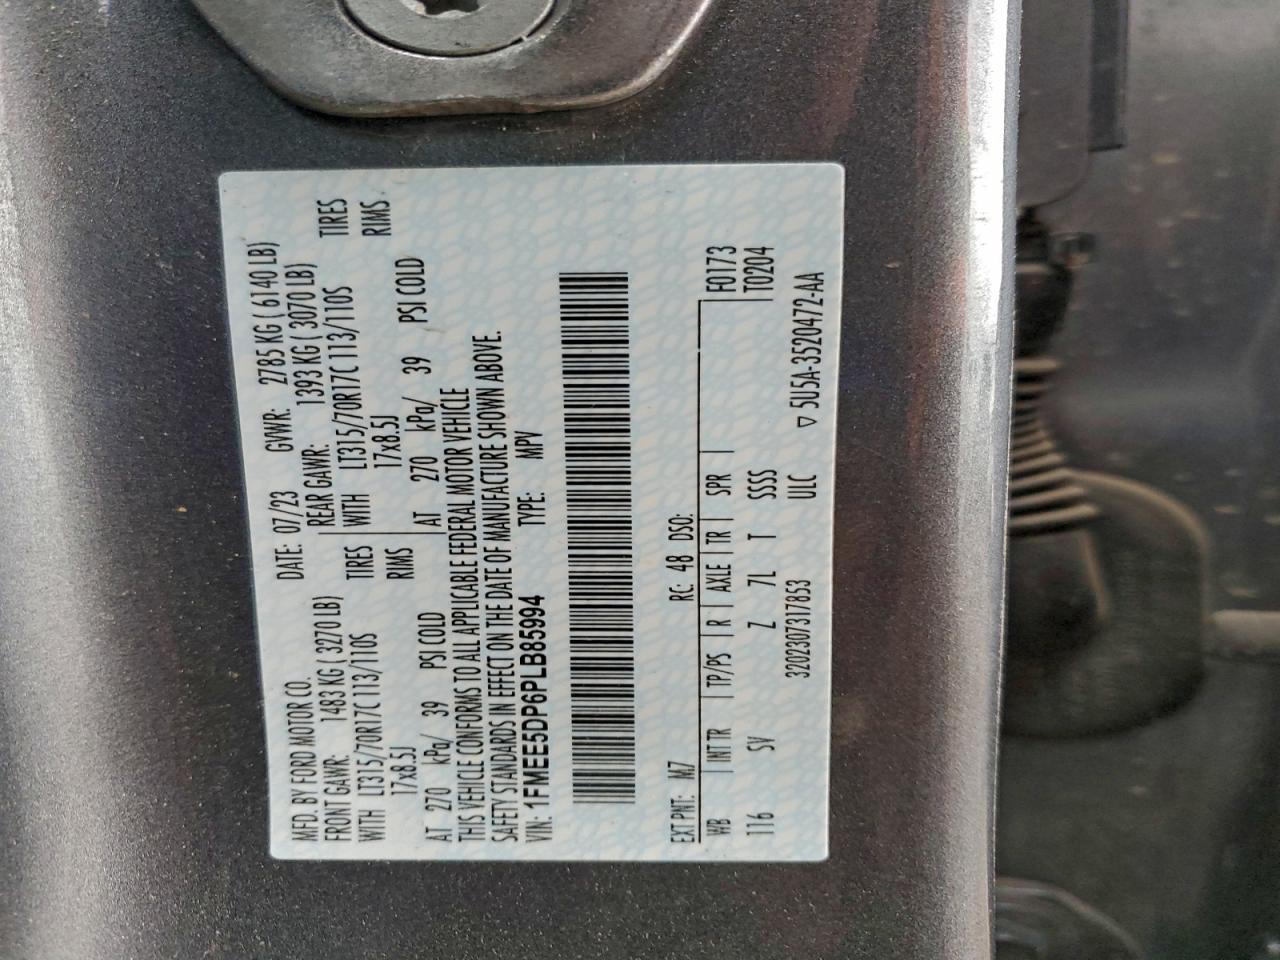 MFD. BY FORD MOTOR CO.
DATE: 07/23 GVWR: 2785 KG ( 6140 LB)
FRONT GAWR: 1483 KG ( 3270 LB)
REAR GAWR: 1393 KG ( 3070 LB)
WITH LT315/70R17C 113/110S TIRES
WITH LT315/70R17C 113/110S TIRES
17x8.5J RIMS
17x8.5J RIMS
AT 270 kPa/ 39 PSI COLD
AT 270 kPa/ 39 PSI COLD
THIS VEHICLE CONFORMS TO ALL APPLICABLE FEDERAL MOTOR VEHICLE
SAFETY STANDARDS IN EFFECT ON THE DATE OF MANUFACTURE SHOWN ABOVE.
VIN: 1FMEE5DP6PLB85994 TYPE: MPV
EXT PNT: M7 RC: 48 DSO:
WB | INT TR | TP/PS | R | AXLE | TR | SPR | F0173
116 SV Z 7L T SSSS T0204
3202307317853 ULC ▽ 5U5A-3520472-AA